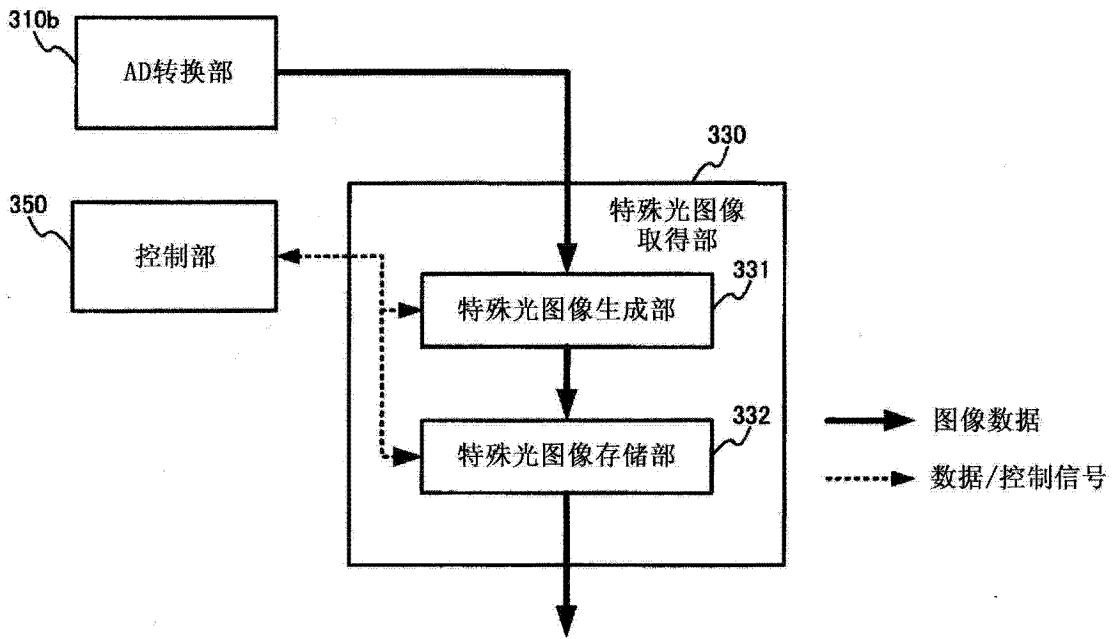 310b
AD转换部
330
350
控制部
特殊光图像
取得部
331
特殊光图像生成部
332
特殊光图像存储部
图像数据
数据/控制信号